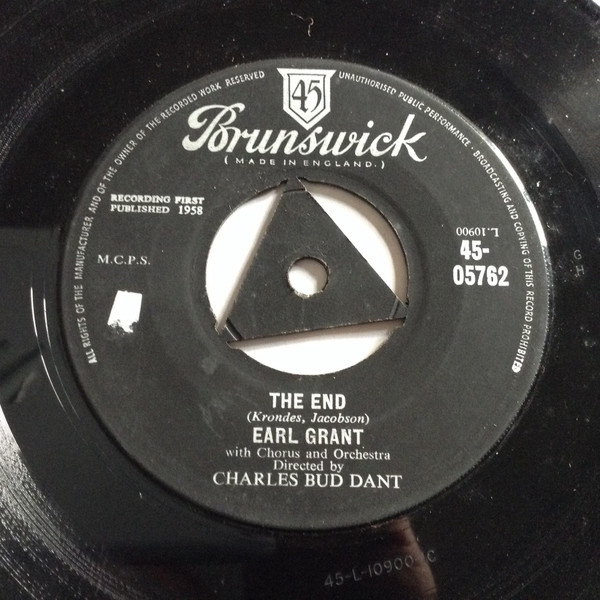 ALL RIGHTS OF THE MANUFACTURER AND OF THE OWNER OF THE RECORDED WORK RESERVED
UNAUTHORISED PUBLIC PERFORMANCE · BROADCASTING AND COPYING OF THIS RECORD PROHIBITED
45
Brunswick
(MADE IN ENGLAND.)
RECORDING FIRST
PUBLISHED 1958
M.C.P.S.
L.10900
45-
05762
G
H
THE END
(Krondes, Jacobson)
EARL GRANT
with Chorus and Orchestra
Directed by
CHARLES BUD DANT
45-L-10900 C